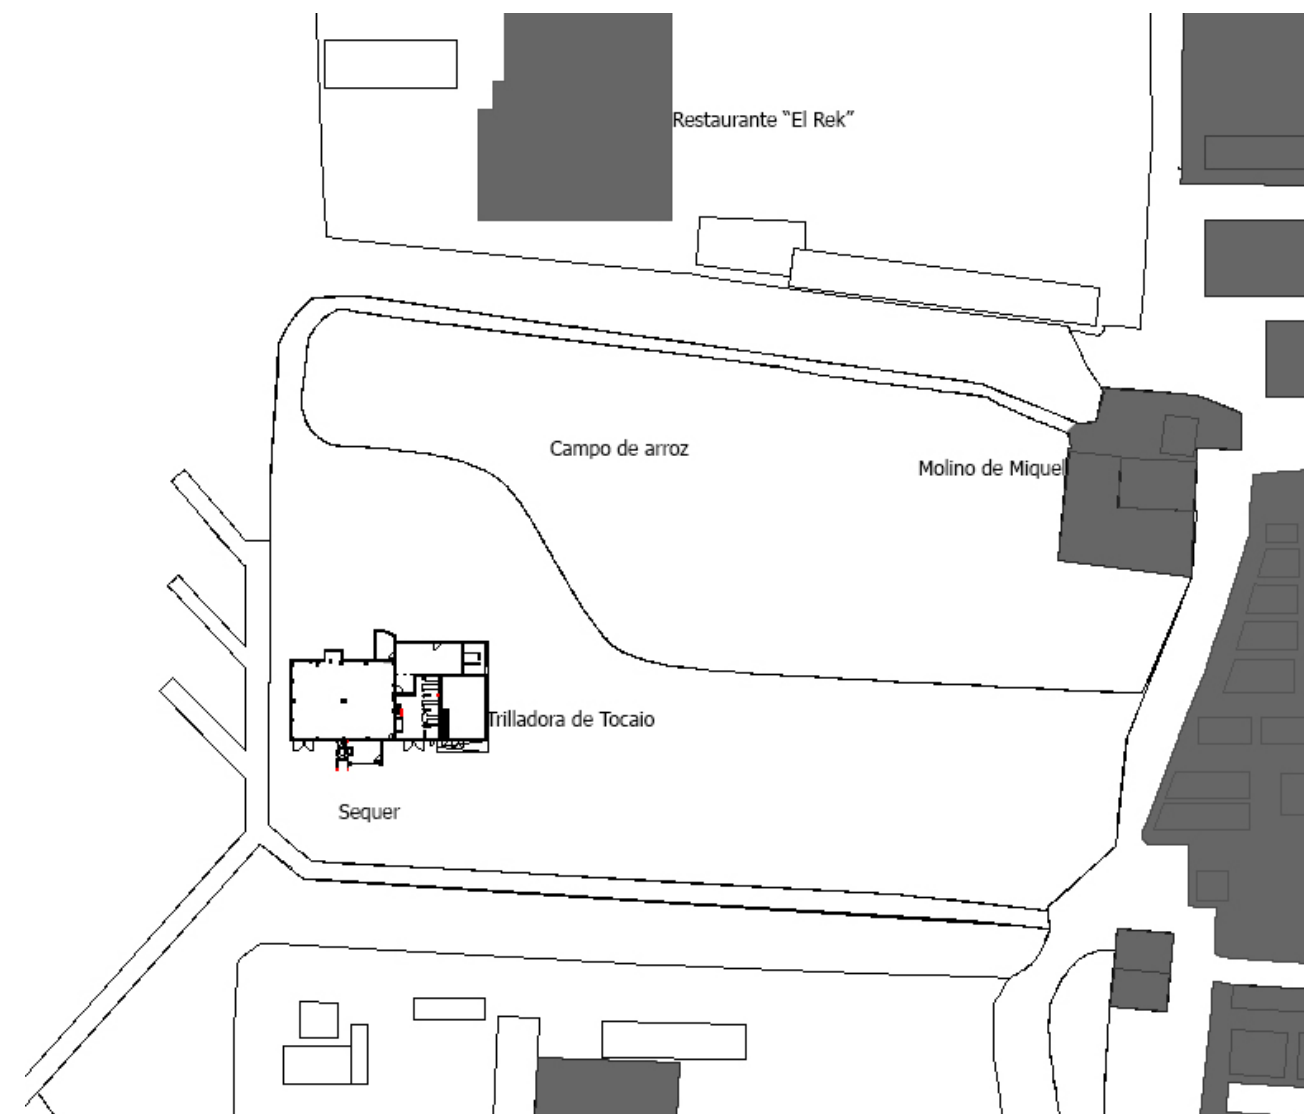 Restaurante “El Rek”
Campo de arroz
Molino de Miquel
Trilladora de Tocaio
Sequer